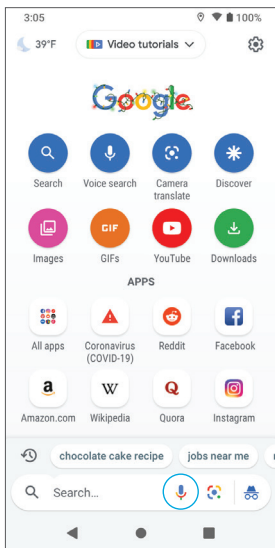 3:05 100%
39°F Video tutorials
Google
Search Voice search Camera translate Discover
GIF
Images GIFs YouTube Downloads
APPS
All apps Coronavirus (COVID-19) Reddit Facebook
a W Q
Amazon.com Wikipedia Quora Instagram
chocolate cake recipe jobs near me
Search...